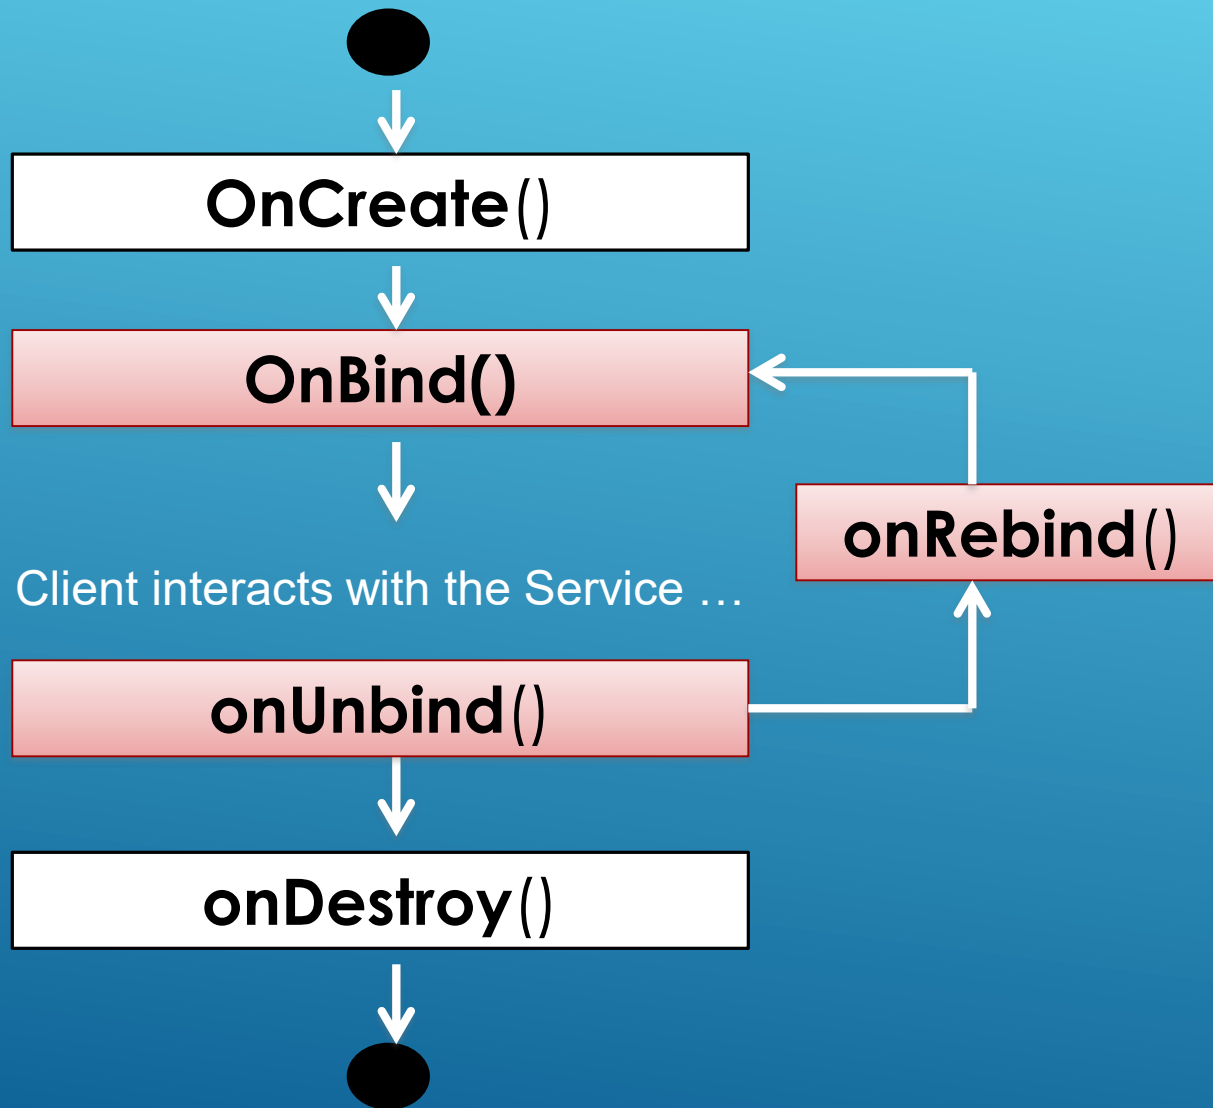 OnCreate()
OnBind()
onRebind()
Client interacts with the Service …
onUnbind()
onDestroy()